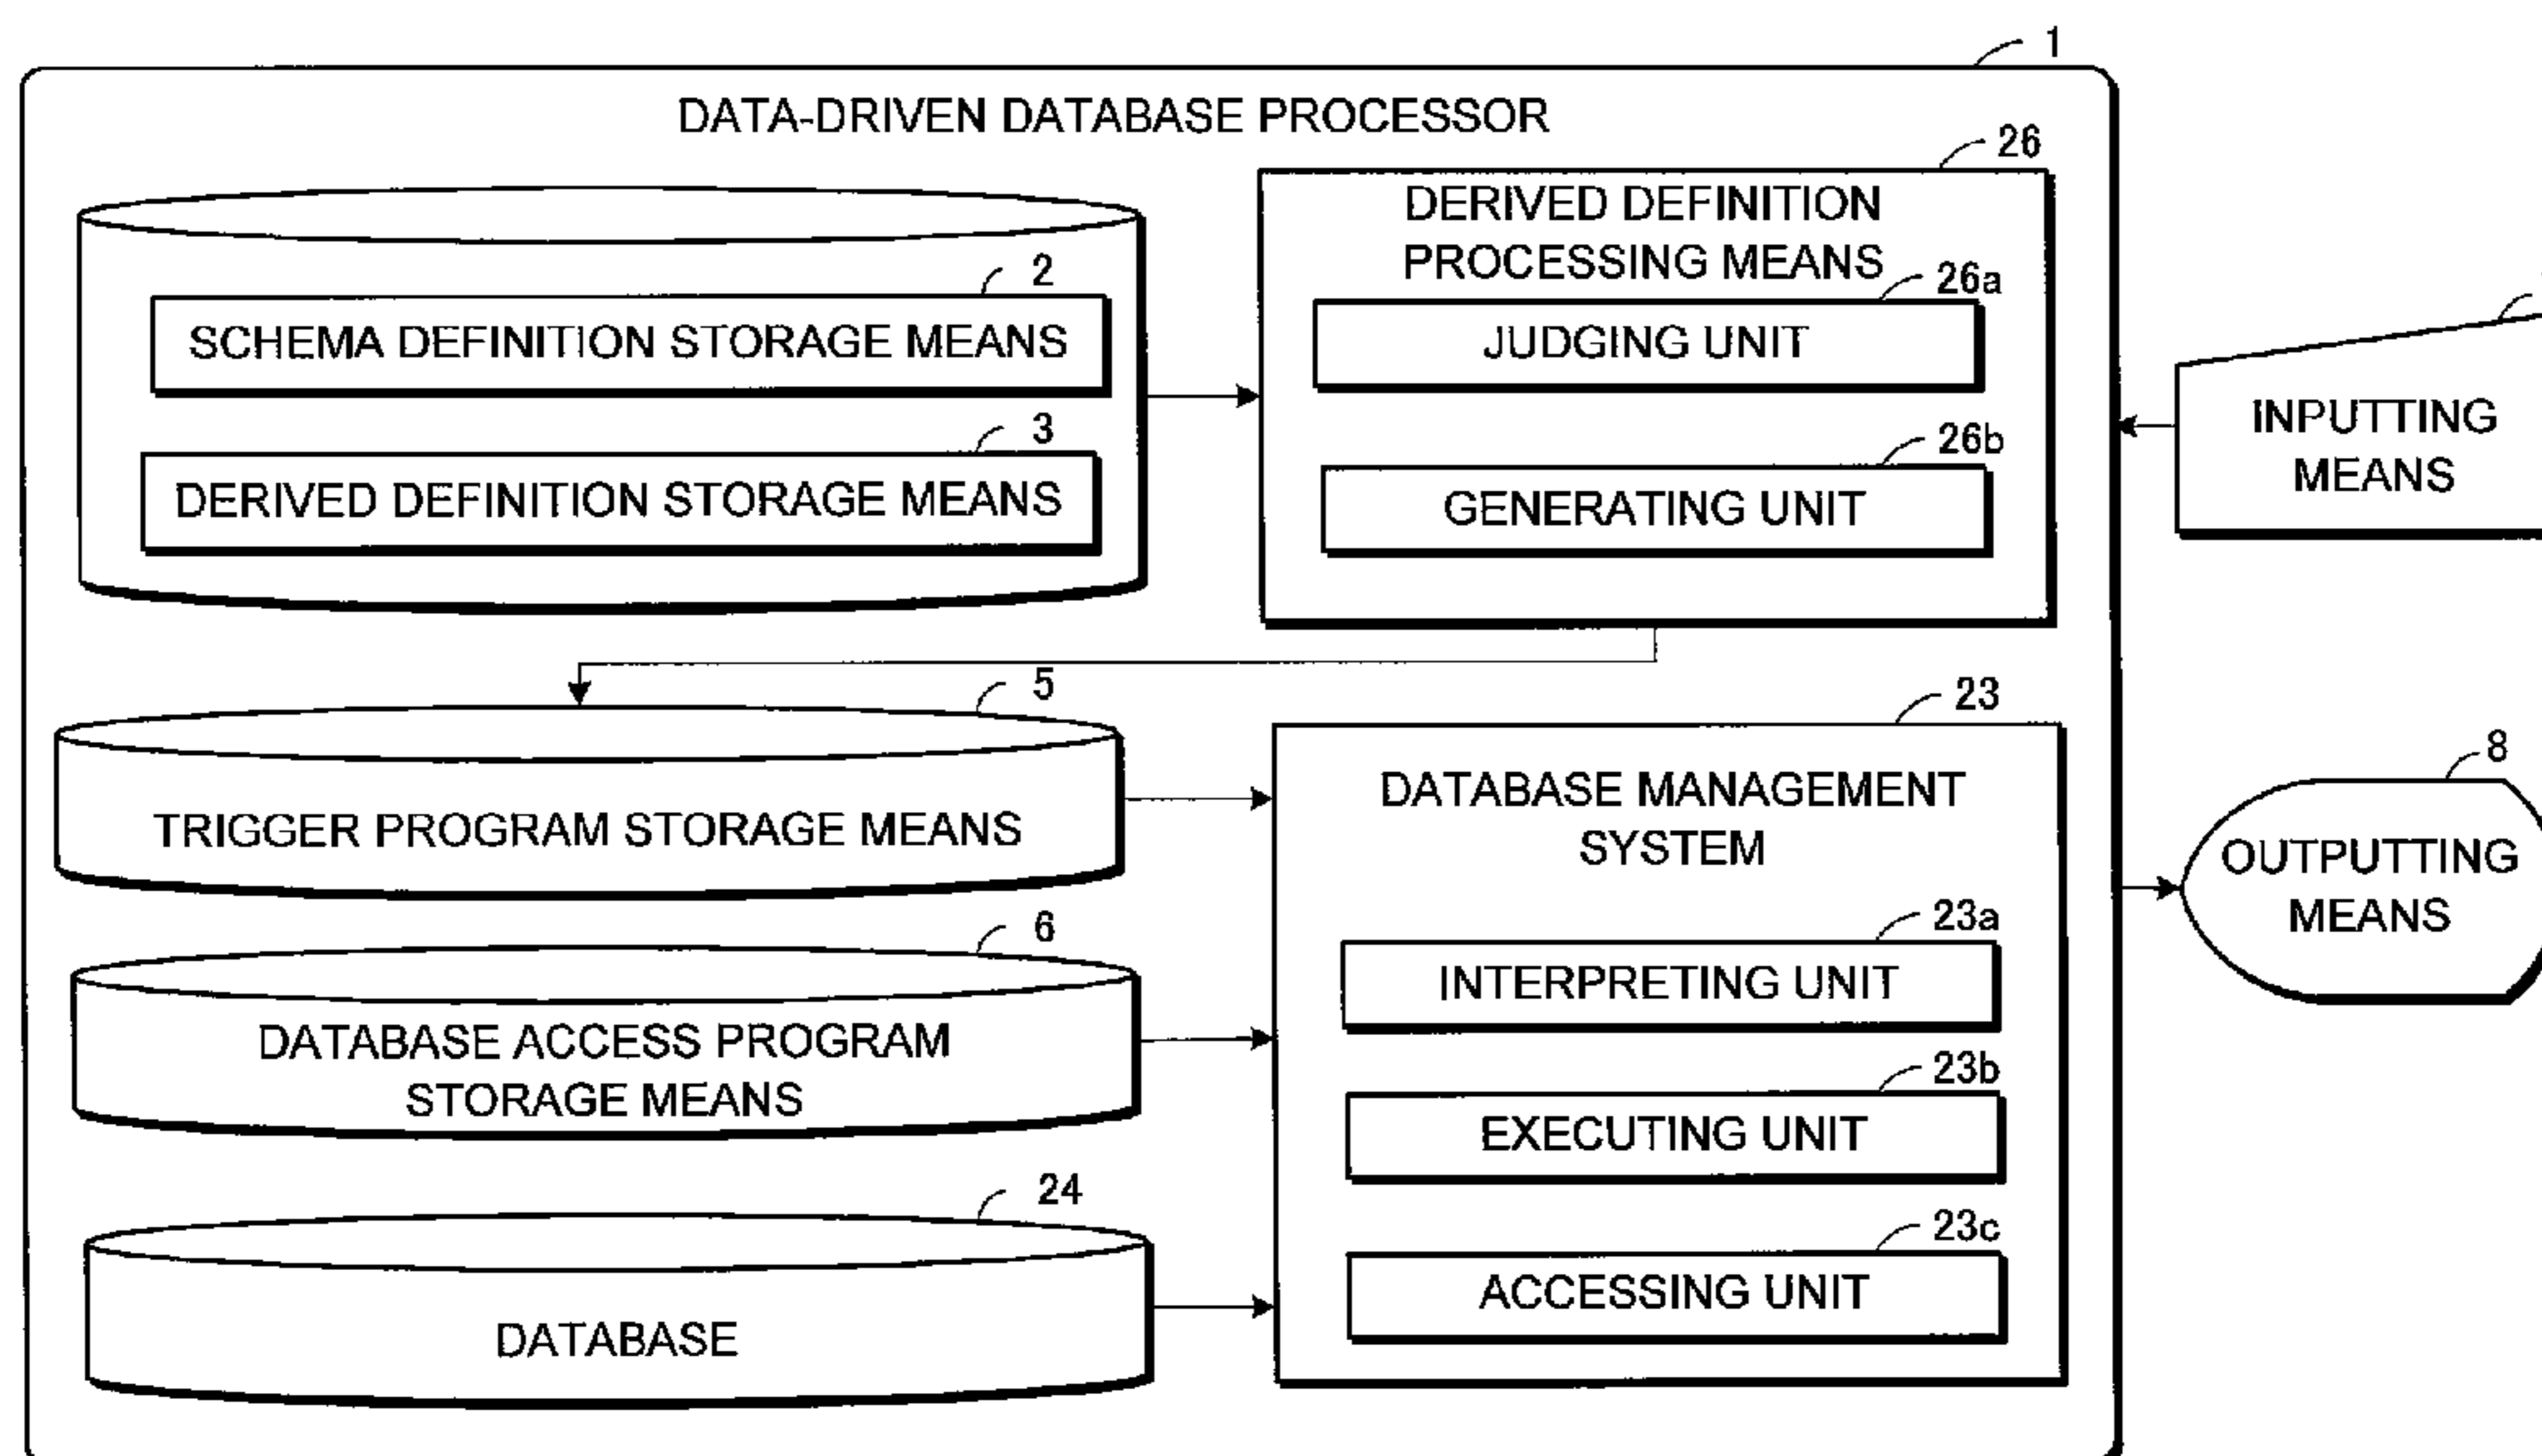 1
DATA-DRIVEN DATABASE PROCESSOR
26
DERIVED DEFINITION
PROCESSING MEANS
2
SCHEMA DEFINITION STORAGE MEANS
26a
JUDGING UNIT
3
DERIVED DEFINITION STORAGE MEANS
26b
GENERATING UNIT
INPUTTING
MEANS
5
TRIGGER PROGRAM STORAGE MEANS
23
DATABASE MANAGEMENT
SYSTEM
8
OUTPUTTING
MEANS
6
DATABASE ACCESS PROGRAM
STORAGE MEANS
23a
INTERPRETING UNIT
23b
EXECUTING UNIT
24
DATABASE
23c
ACCESSING UNIT